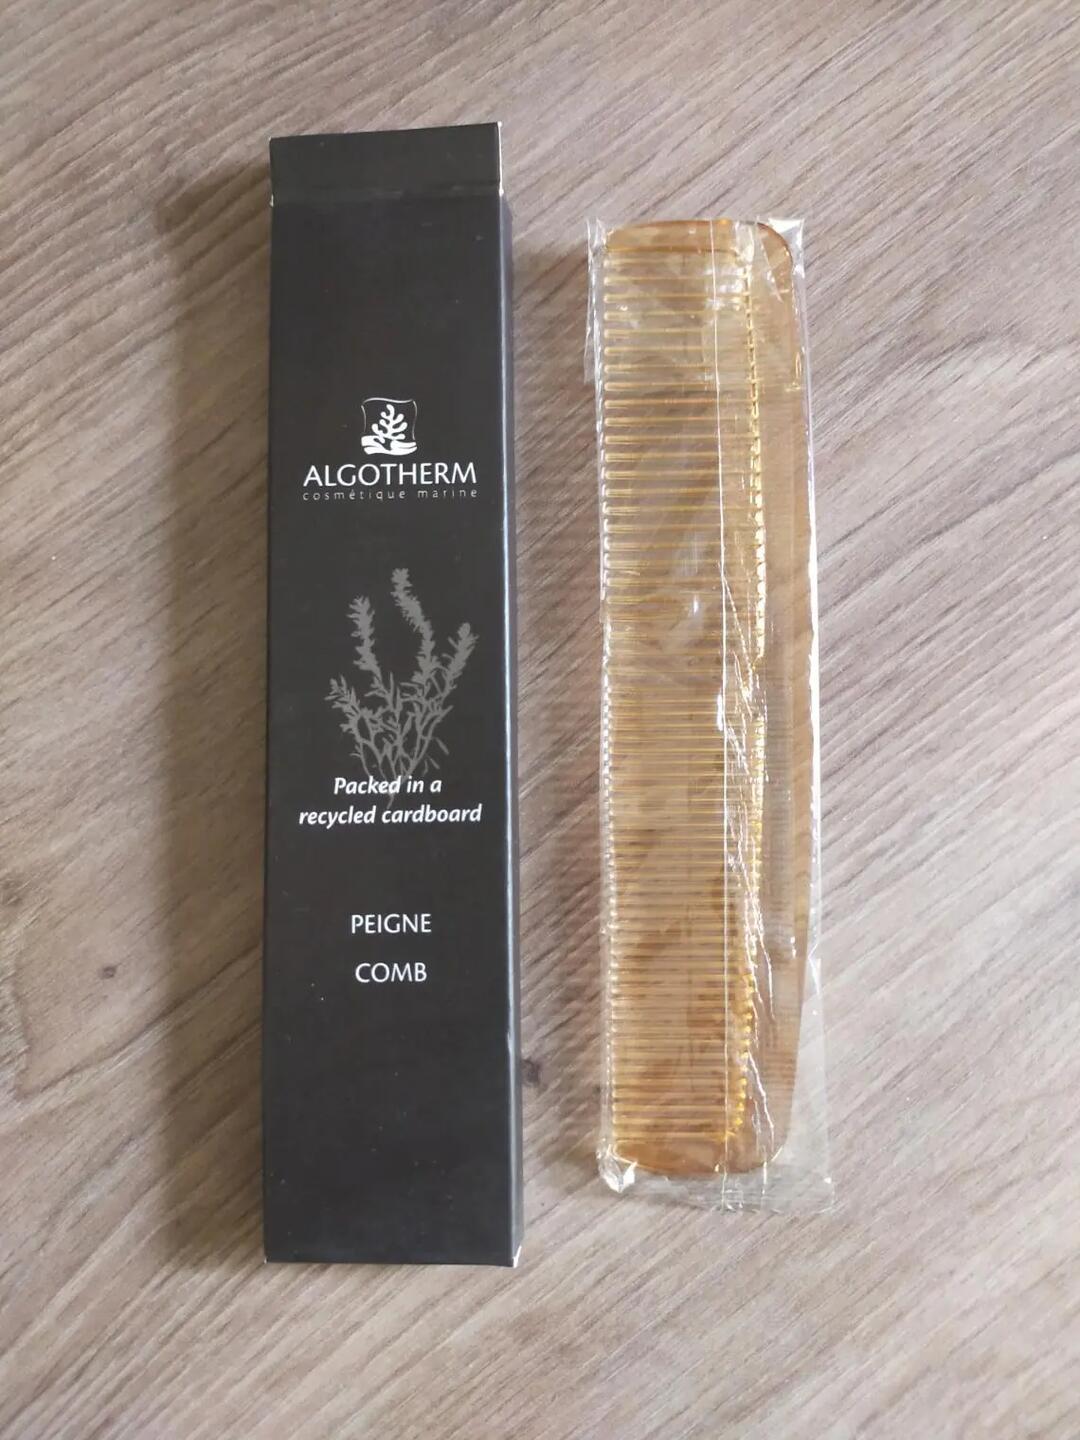 ALGOTHERM
cosmétique marine
Packed in a
recycled cardboard
PEIGNE
COMB